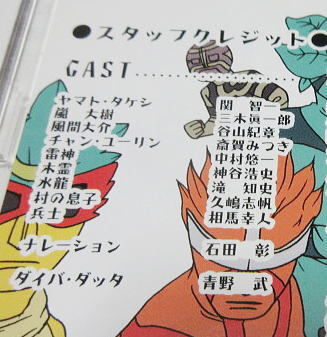 ●スタッフクレジット●
CAST
ヤマト・タケシ 関 智一
嵐 大樹 三木眞一郎
風間大介 谷山紀章
チャン・ユーリン 斎賀みつき
雷神 中村悠一
木霊 神谷浩史
水龍 滝 知史
村の息子 久嶋志帆
兵士 相馬幸人
ナレーション 石田 彰
ダイバ・ダッタ 青野 武